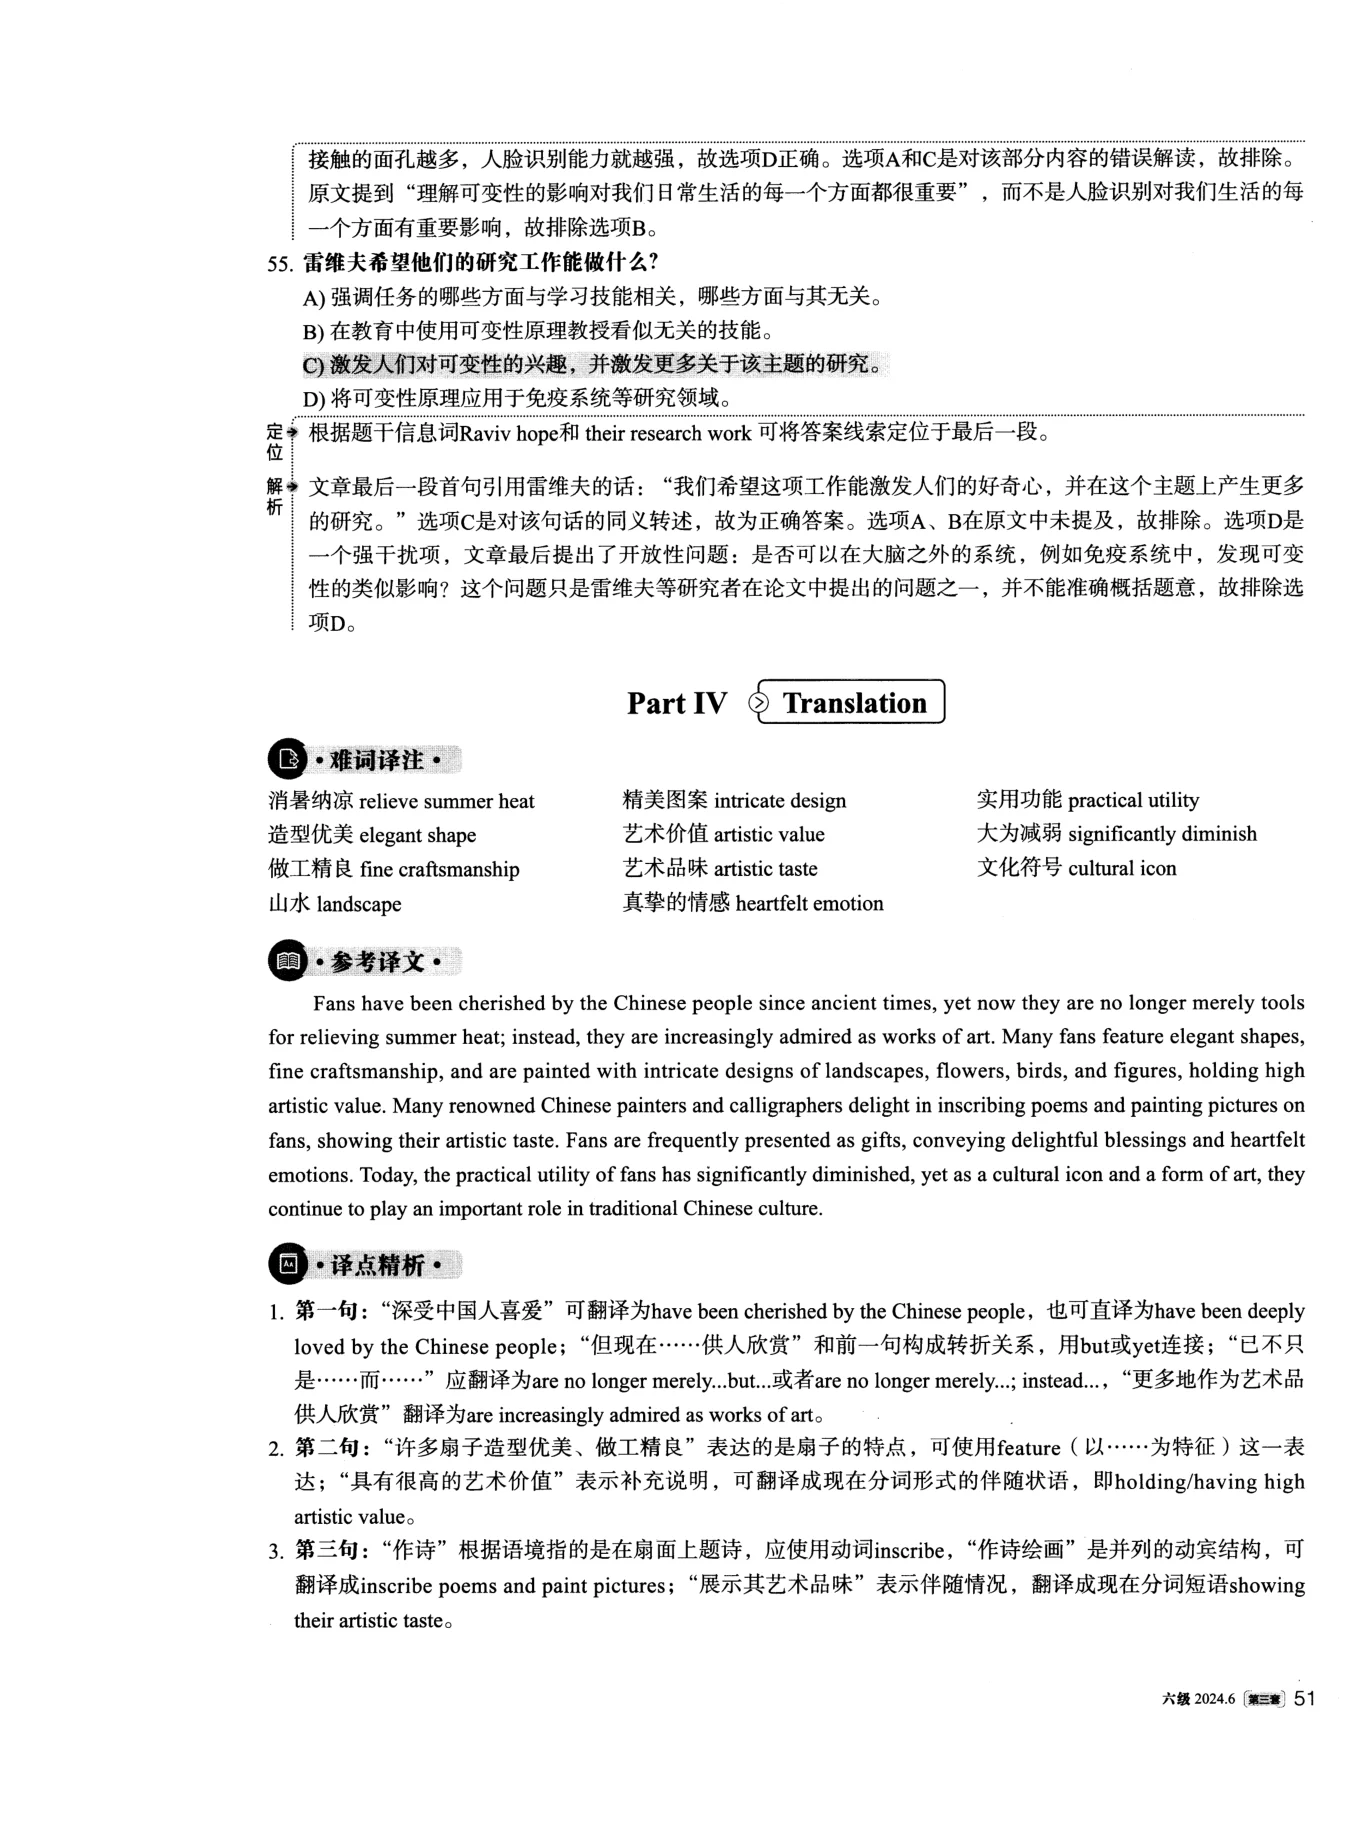 接触的面孔越多，人脸识别能力就越强，故选项D正确。选项A和C是对该部分内容的错误解读，故排除。
原文提到“理解可变性的影响对我们日常生活的每一个方面都很重要”，而不是人脸识别对我们生活的每
一个方面有重要影响，故排除选项B。
55. 雷维夫希望他们的研究工作能做什么？
A) 强调任务的哪些方面与学习技能相关，哪些方面与其无关。
B) 在教育中使用可变性原理教授看似无关的技能。
C) 激发人们对可变性的兴趣，并激发更多关于该主题的研究。
D) 将可变性原理应用于免疫系统等研究领域。
定位 根据题干信息词Raviv hope和 their research work 可将答案线索定位于最后一段。
解析 文章最后一段首句引用雷维夫的话：“我们希望这项工作能激发人们的好奇心，并在这个主题上产生更多
的研究。”选项C是对该句话的同义转述，故为正确答案。选项A、B在原文中未提及，故排除。选项D是
一个强干扰项，文章最后提出了开放性问题：是否可以在大脑之外的系统，例如免疫系统中，发现可变
性的类似影响？这个问题只是雷维夫等研究者在论文中提出的问题之一，并不能准确概括题意，故排除选
项D。
Part IV Translation
·难词译注·
消暑纳凉 relieve summer heat 精美图案 intricate design 实用功能 practical utility
造型优美 elegant shape 艺术价值 artistic value 大为减弱 significantly diminish
做工精良 fine craftsmanship 艺术品味 artistic taste 文化符号 cultural icon
山水 landscape 真挚的情感 heartfelt emotion
·参考译文·
Fans have been cherished by the Chinese people since ancient times, yet now they are no longer merely tools
for relieving summer heat; instead, they are increasingly admired as works of art. Many fans feature elegant shapes,
fine craftsmanship, and are painted with intricate designs of landscapes, flowers, birds, and figures, holding high
artistic value. Many renowned Chinese painters and calligraphers delight in inscribing poems and painting pictures on
fans, showing their artistic taste. Fans are frequently presented as gifts, conveying delightful blessings and heartfelt
emotions. Today, the practical utility of fans has significantly diminished, yet as a cultural icon and a form of art, they
continue to play an important role in traditional Chinese culture.
·译点精析·
1. 第一句：“深受中国人喜爱”可翻译为have been cherished by the Chinese people，也可直译为have been deeply
loved by the Chinese people；“但现在……供人欣赏”和前一句构成转折关系，用but或yet连接；“已不只
是……而……”应翻译为are no longer merely...but...或者are no longer merely...; instead...，“更多地作为艺术品
供人欣赏”翻译为are increasingly admired as works of art。
2. 第二句：“许多扇子造型优美、做工精良”表达的是扇子的特点，可使用feature（以……为特征）这一表
达；“具有很高的艺术价值”表示补充说明，可翻译成现在分词形式的伴随状语，即holding/having high
artistic value。
3. 第三句：“作诗”根据语境指的是在扇面上题诗，应使用动词inscribe，“作诗绘画”是并列的动宾结构，可
翻译成inscribe poems and paint pictures；“展示其艺术品味”表示伴随情况，翻译成现在分词短语showing
their artistic taste。
六级 2024.6 第三套 51